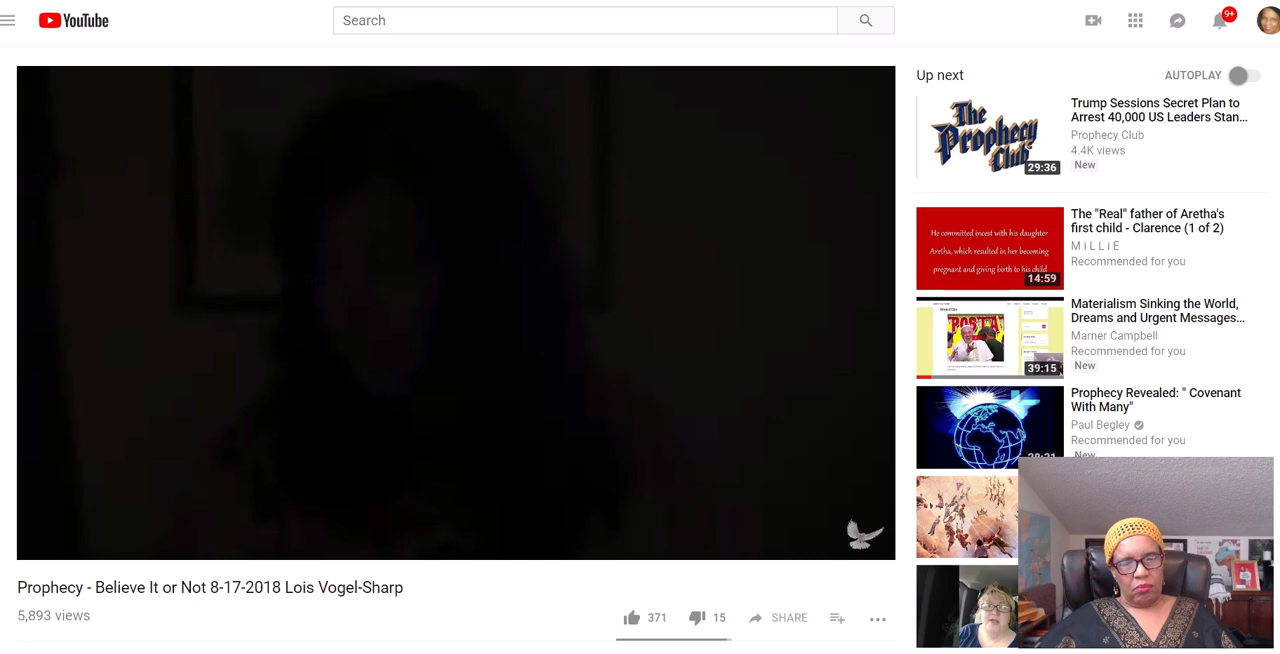 YouTube
Search
9+
Up next
AUTOPLAY
The
Prophecy
Club
29:36
Trump Sessions Secret Plan to
Arrest 40,000 US Leaders Stan...
Prophecy Club
4.4K views
New
He committed incest with his daughter
Aretha, which resulted in her becoming
pregnant and giving birth to his child
14:59
The "Real" father of Aretha's
first child - Clarence (1 of 2)
M i L L i E
Recommended for you
39:15
Materialism Sinking the World,
Dreams and Urgent Messages...
Marner Campbell
Recommended for you
New
Prophecy Revealed: " Covenant
With Many"
Paul Begley
Recommended for you
New
Prophecy - Believe It or Not 8-17-2018 Lois Vogel-Sharp
5,893 views
371
15
SHARE